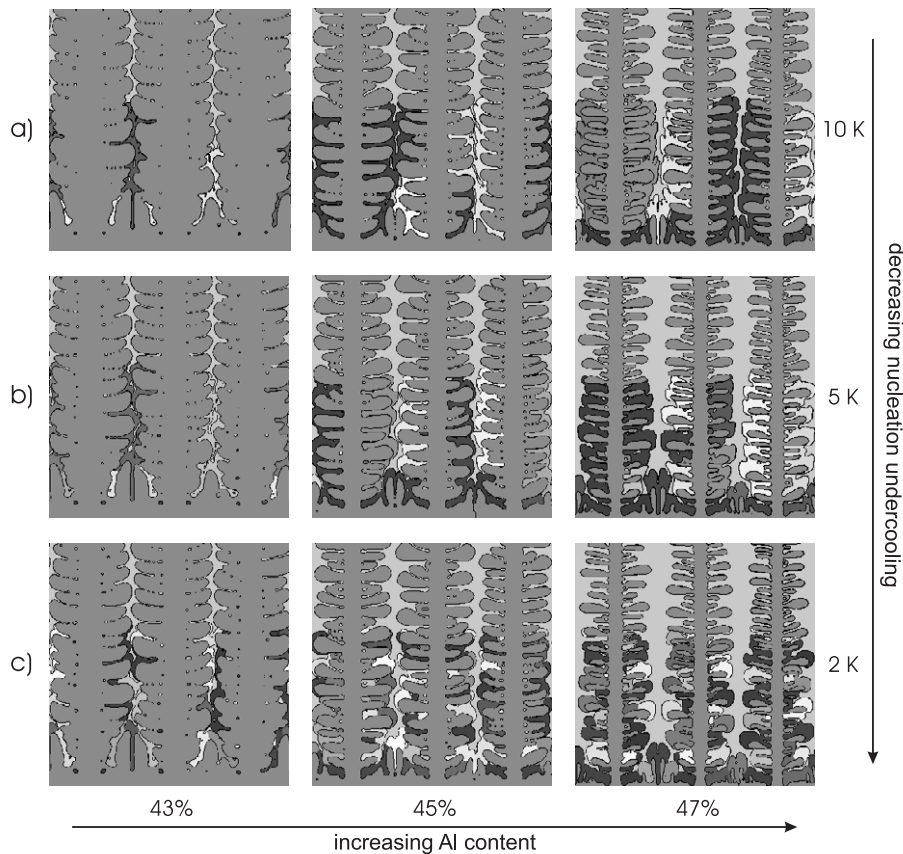 a)
10 K
b)
5 K
c)
2 K
decreasing nucleation undercooling
43%
45%
47%
increasing Al content